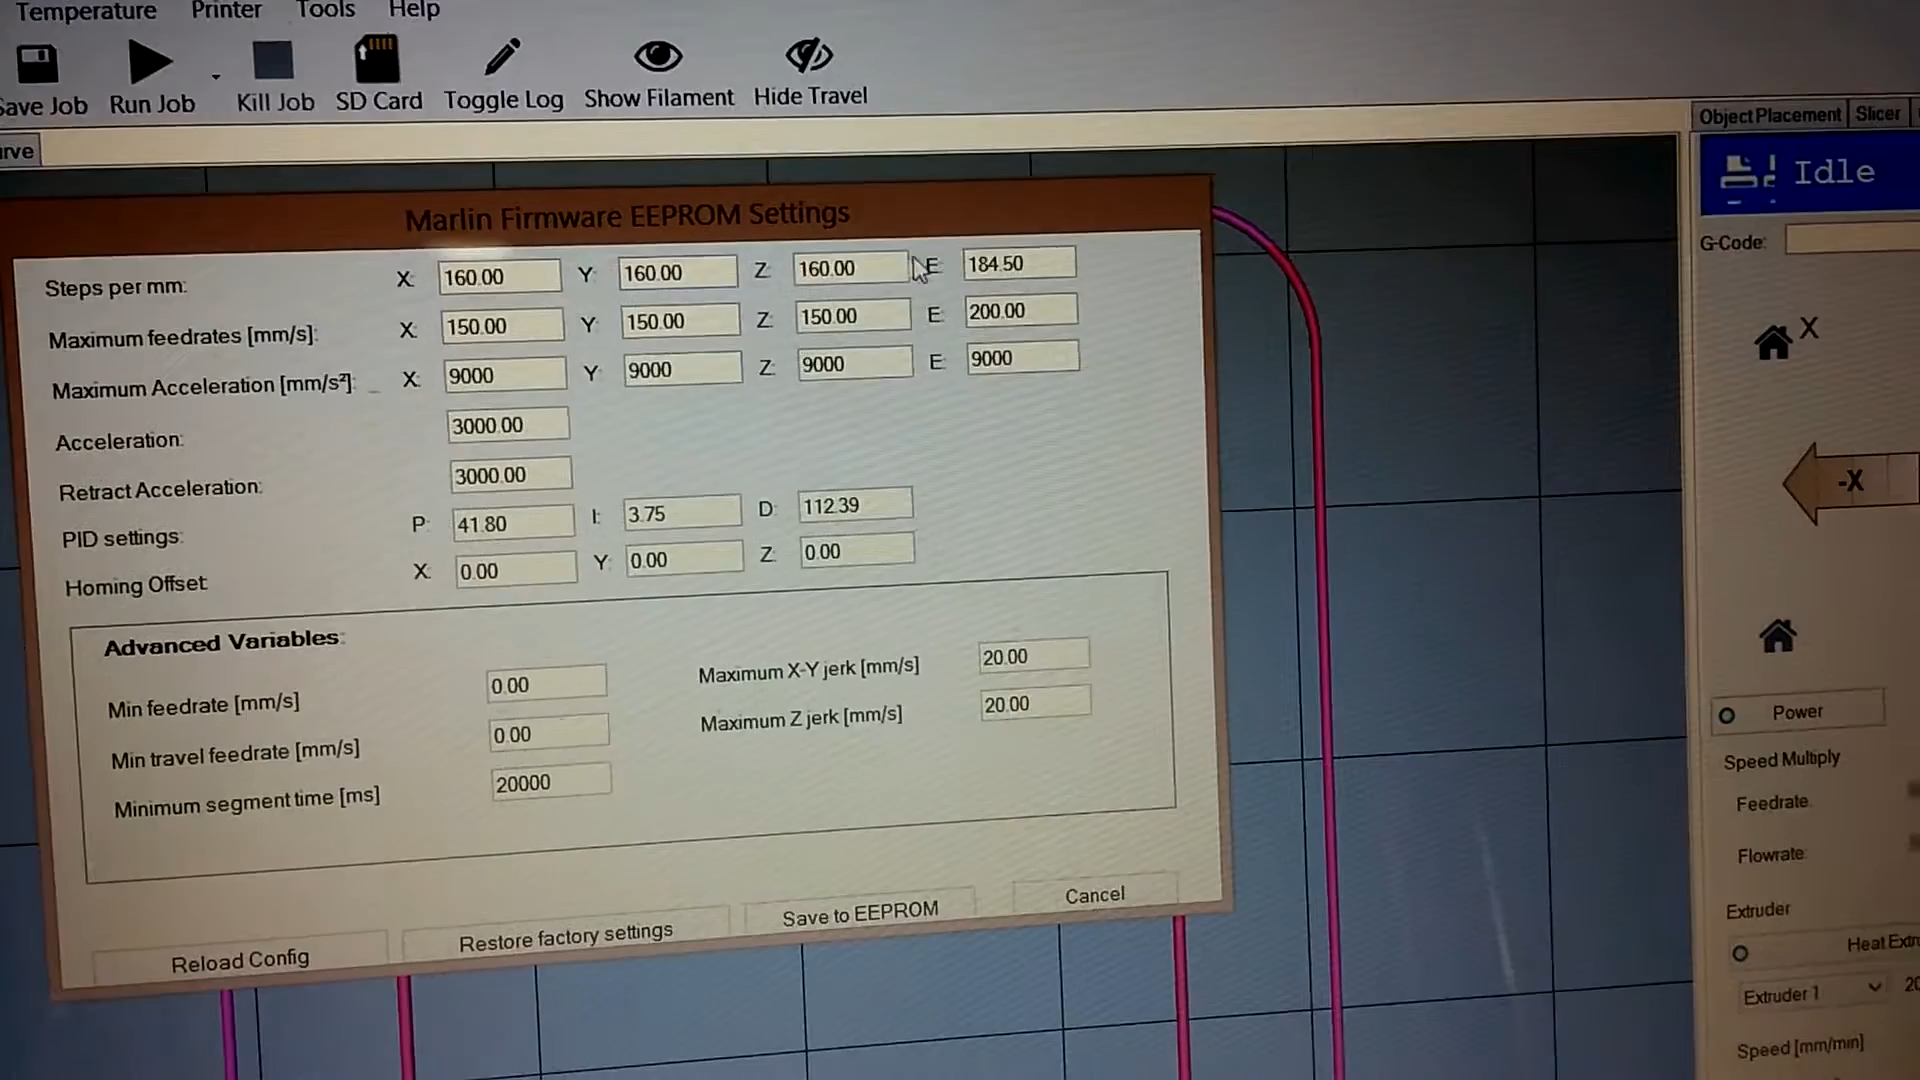 Temperature Printer Tools Help
Save Job Run Job Kill Job SD Card Toggle Log Show Filament Hide Travel
Object Placement Slicer
Idle
G-Code:
Marlin Firmware EEPROM Settings
Steps per mm: X: 160.00 Y: 160.00 Z: 160.00 E: 184.50
Maximum feedrates [mm/s]: X: 150.00 Y: 150.00 Z: 150.00 E: 200.00
Maximum Acceleration [mm/s²]: X: 9000 Y: 9000 Z: 9000 E: 9000
Acceleration: 3000.00
Retract Acceleration: 3000.00
PID settings: P: 41.80 I: 3.75 D: 112.39
Homing Offset X: 0.00 Y: 0.00 Z: 0.00
Advanced Variables:
Min feedrate [mm/s] 0.00 Maximum X-Y jerk [mm/s] 20.00
Min travel feedrate [mm/s] 0.00 Maximum Z jerk [mm/s] 20.00
Minimum segment time [ms] 20000
Reload Config Restore factory settings Save to EEPROM Cancel
X
-X
Power
Speed Multiply
Feedrate:
Flowrate:
Extruder
Heat Extru
Extruder 1 20
Speed [mm/min]